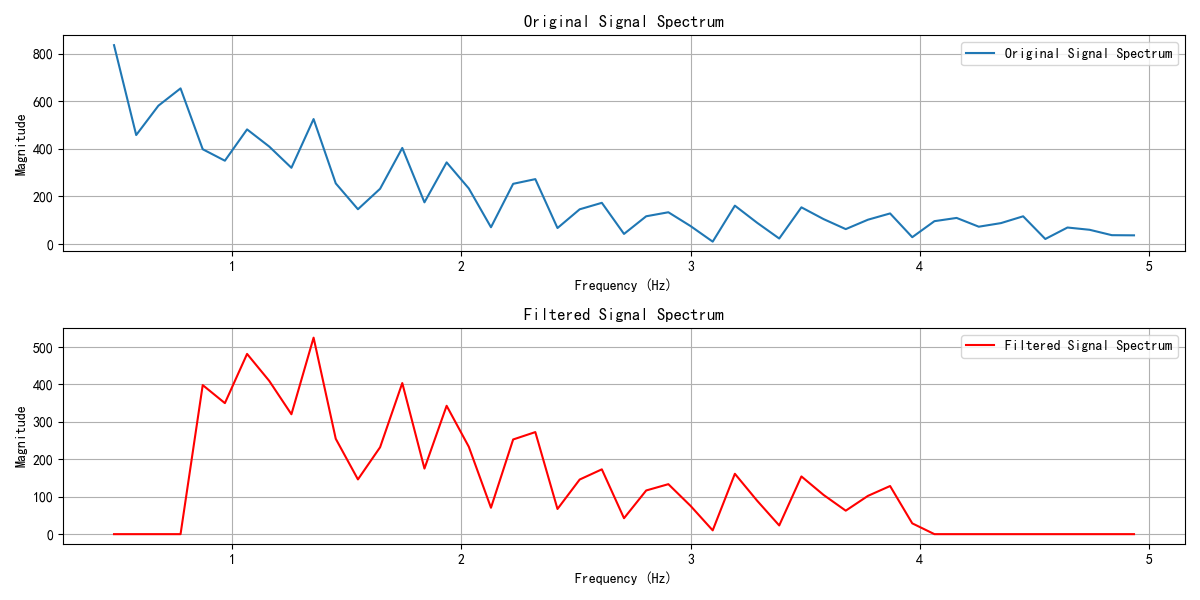 Original Signal Spectrum
800
600
400
200
0
Magnitude
Original Signal Spectrum
1 2 3 4 5
Frequency (Hz)
Filtered Signal Spectrum
500
400
300
200
100
0
Magnitude
Filtered Signal Spectrum
1 2 3 4 5
Frequency (Hz)